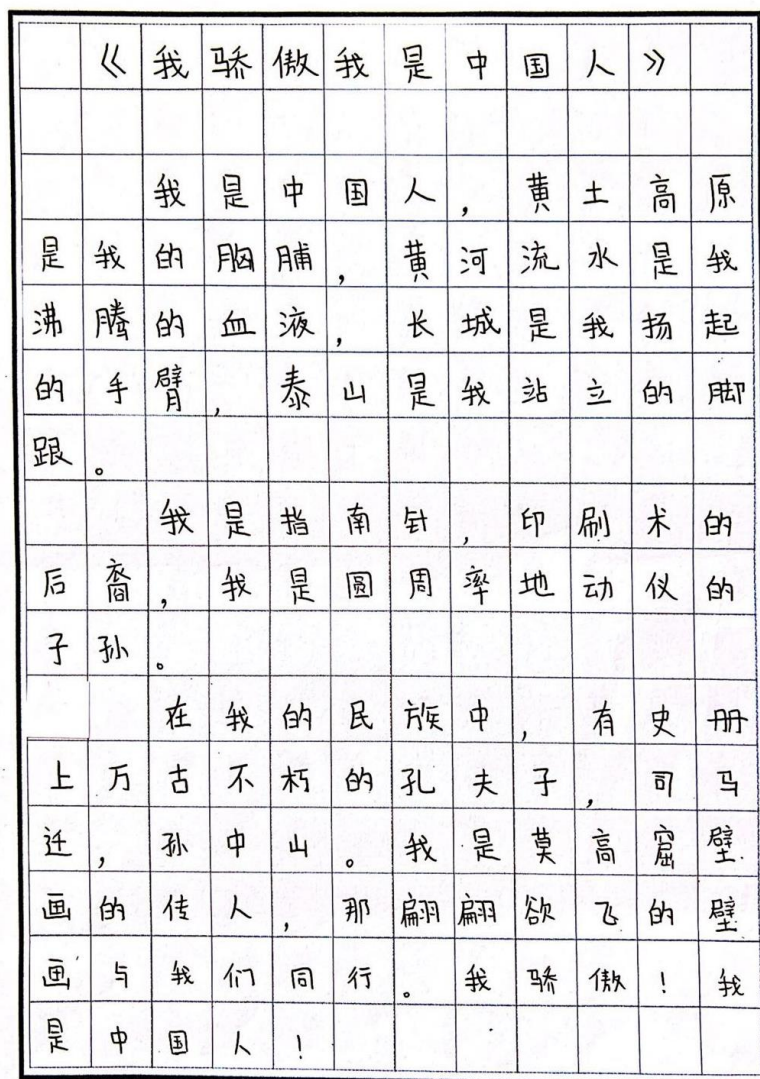 《我骄傲我是中国人》
我是中国人，黄土高原
是我的胸脯，黄河流水是我
沸腾的血液，长城是我扬起
的手臂，泰山是我站立的脚
跟。
我是指南针，印刷术的
后裔，我是圆周率地动仪的
子孙。
在我的民族中，有史册
上万古不朽的孔夫子，司马
迁，孙中山。我是莫高窟壁
画的传人，那翩翩欲飞的壁
画与我们同行。我骄傲！我
是中国人！